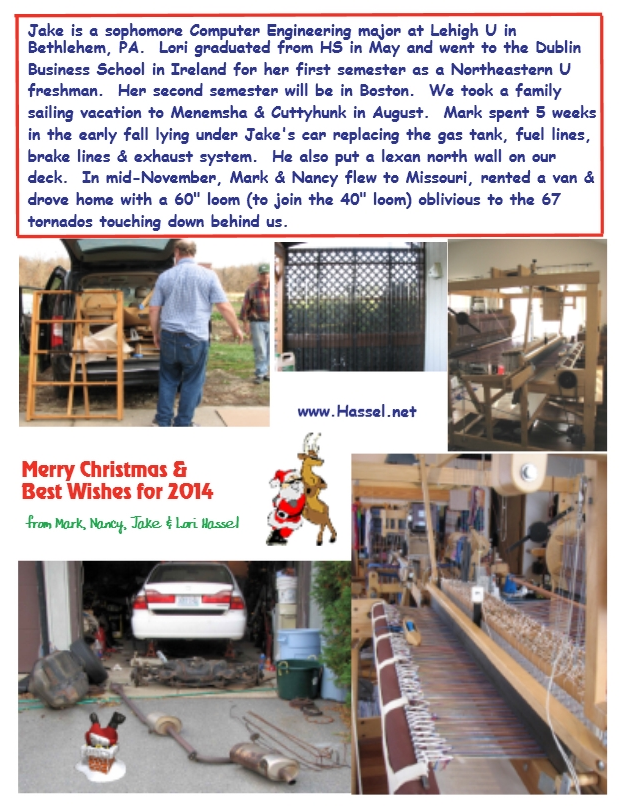 Jake is a sophomore Computer Engineering major at Lehigh U in
Bethlehem, PA.  Lori graduated from HS in May and went to the Dublin
Business School in Ireland for her first semester as a Northeastern U
freshman.  Her second semester will be in Boston.  We took a family
sailing vacation to Menemsha & Cuttyhunk in August.  Mark spent 5 weeks
in the early fall lying under Jake's car replacing the gas tank, fuel lines,
brake lines & exhaust system.  He also put a lexan north wall on our
deck.  In mid-November, Mark & Nancy flew to Missouri, rented a van &
drove home with a 60" loom (to join the 40" loom) oblivious to the 67
tornados touching down behind us.
www.Hassel.net
Merry Christmas &
Best Wishes for 2014
from Mark, Nancy, Jake & Lori Hassel